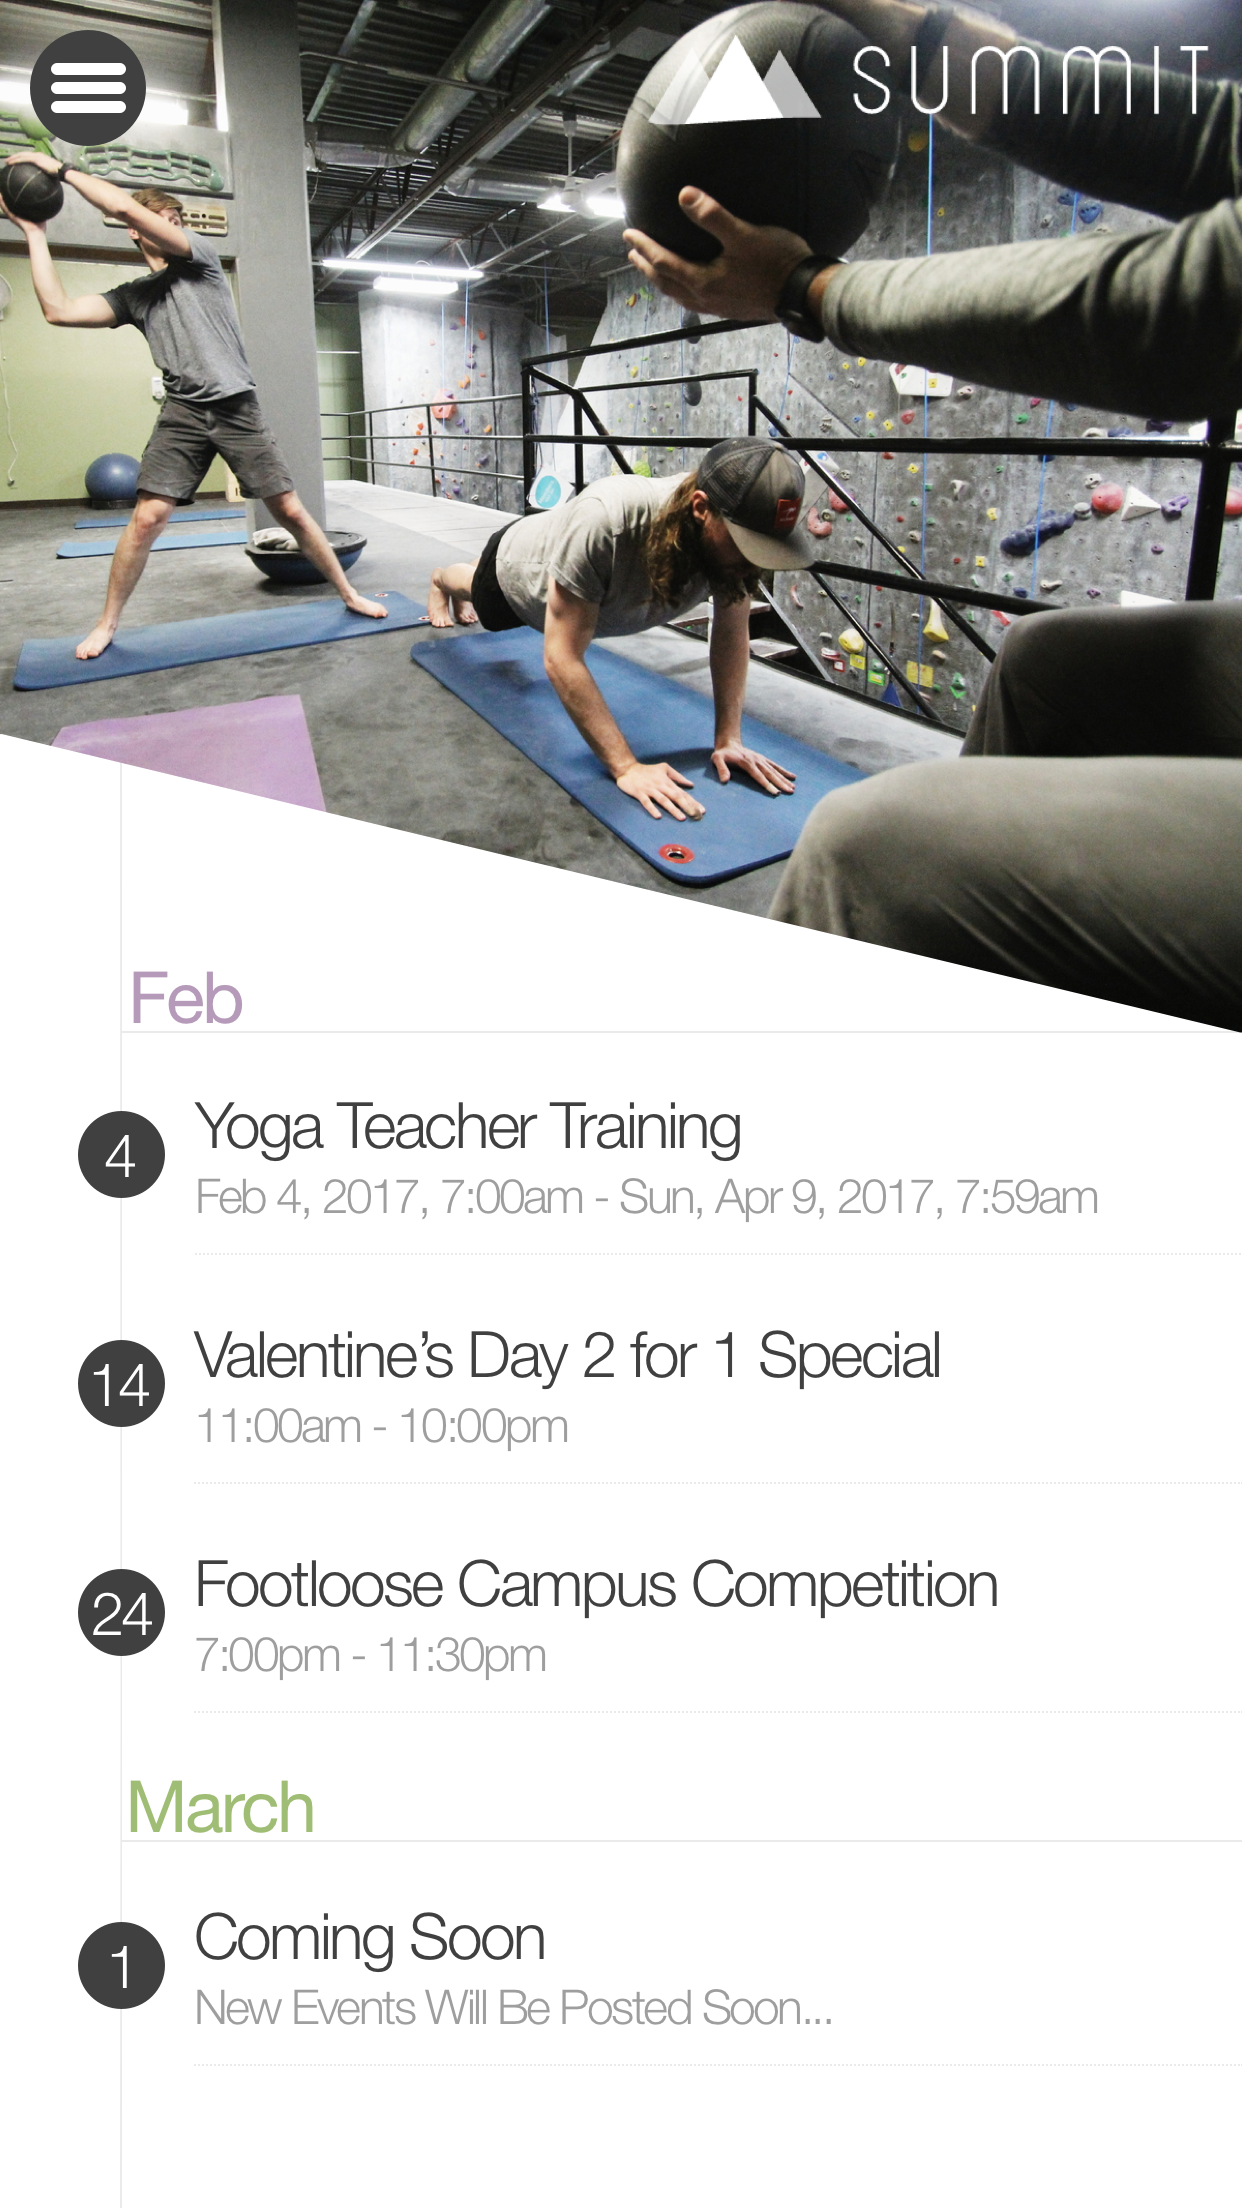 SUMMIT
Feb
4
Yoga Teacher Training
Feb 4, 2017, 7:00am - Sun, Apr 9, 2017, 7:59am
14
Valentine’s Day 2 for 1 Special
11:00am - 10:00pm
24
Footloose Campus Competition
7:00pm - 11:30pm
March
1
Coming Soon
New Events Will Be Posted Soon...